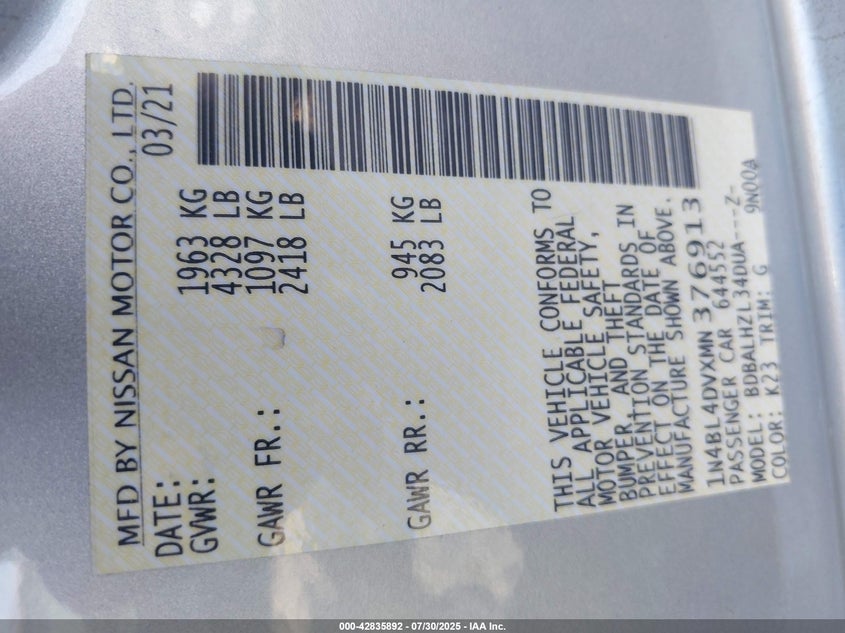 MFD BY NISSAN MOTOR CO., LTD.
DATE: 03/21
GVWR: 1963 KG
4328 LB
GAWR FR.: 1097 KG
2418 LB
GAWR RR.: 945 KG
2083 LB
THIS VEHICLE CONFORMS TO
ALL APPLICABLE FEDERAL
MOTOR VEHICLE SAFETY,
BUMPER, AND THEFT
PREVENTION STANDARDS IN
EFFECT ON THE DATE OF
MANUFACTURE SHOWN ABOVE.
1N4BL4DVXMN376913
PASSENGER CAR 644552
MODEL: BDBALHZL34DUA---Z-
COLOR: K23 TRIM: G 9N00A
000-42835892 - 07/30/2025 - IAA Inc.